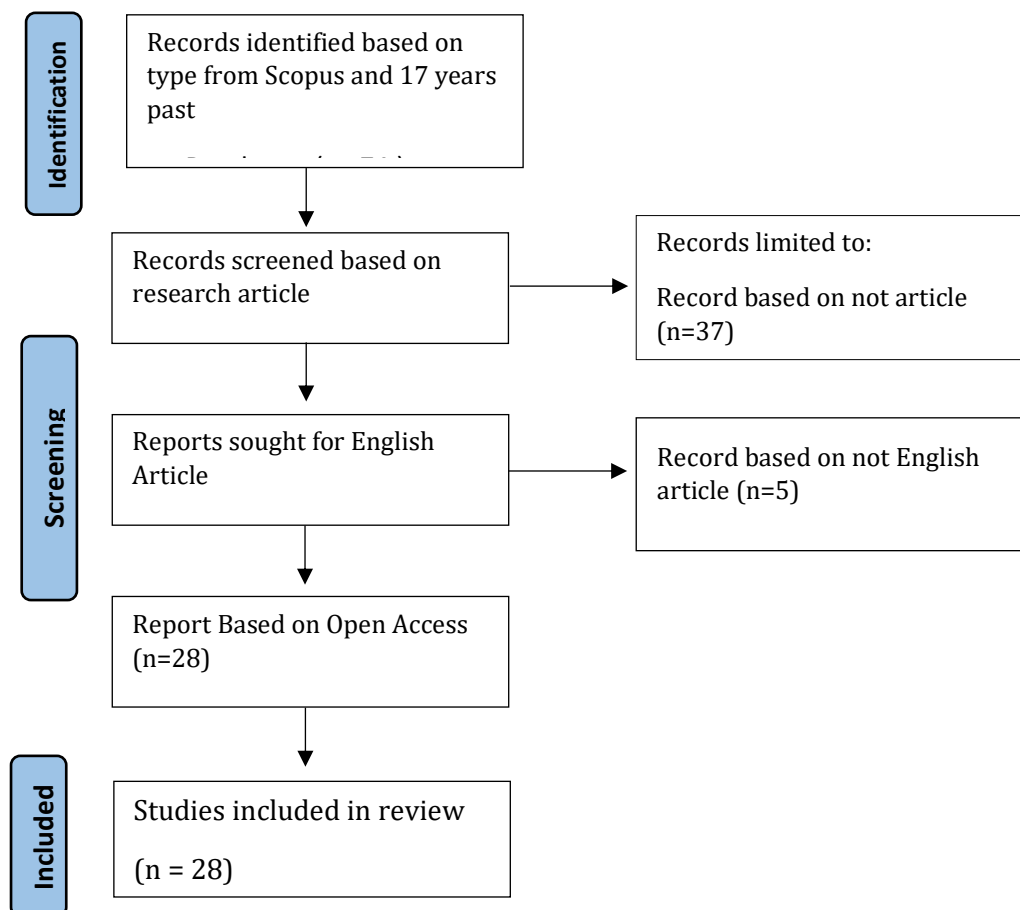 Identification
Records identified based on
type from Scopus and 17 years
past
Records screened based on
research article
Records limited to:
Record based on not article
(n=37)
Screening
Reports sought for English
Article
Record based on not English
article (n=5)
Report Based on Open Access
(n=28)
Included
Studies included in review
(n = 28)